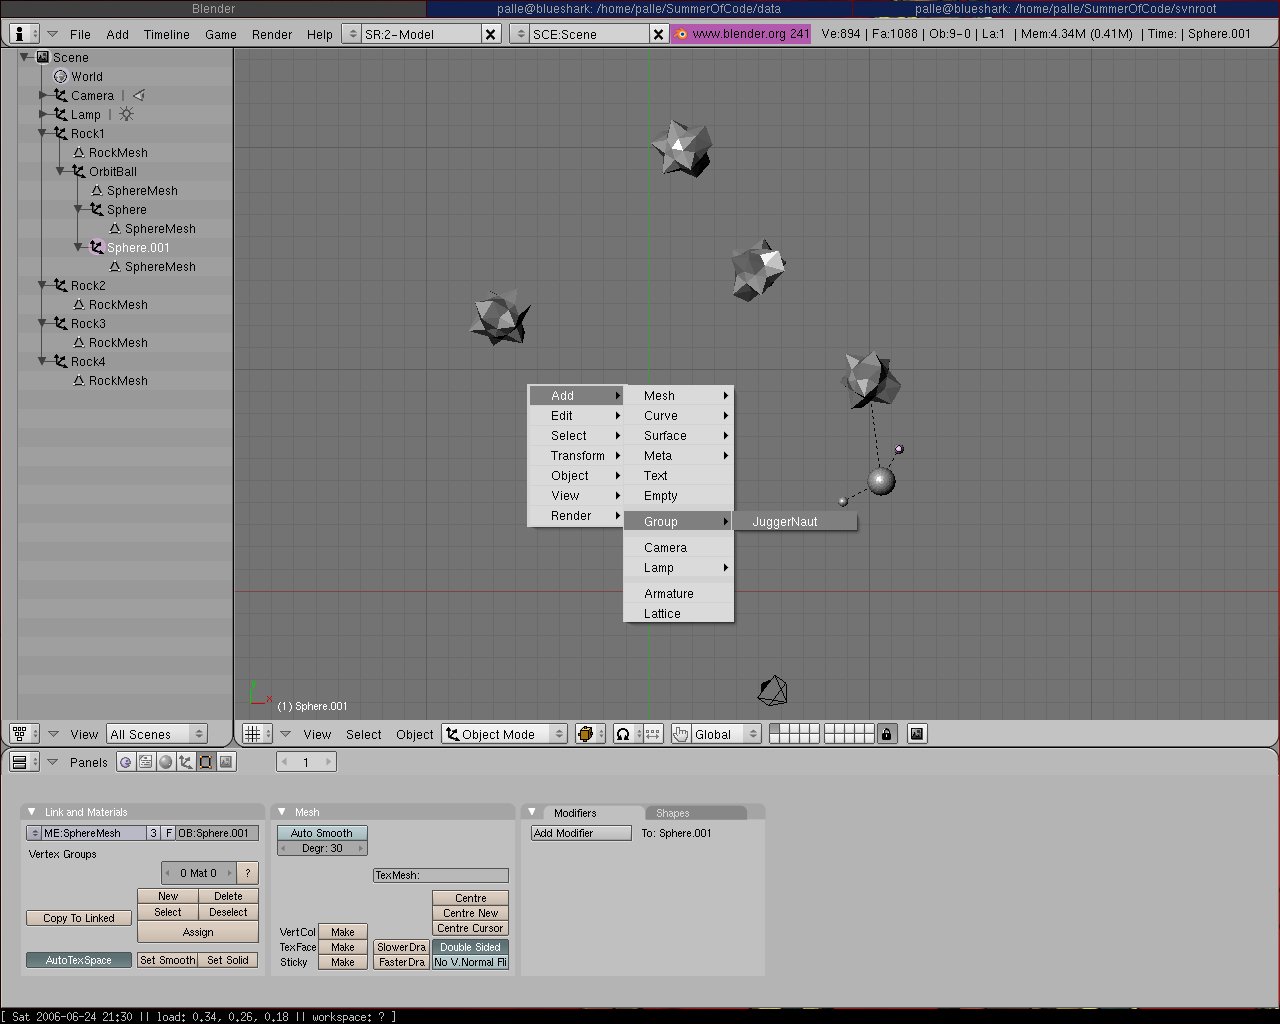 Blender palle@blueshark: /home/palle/SummerOfCode/data palle@blueshark: /home/palle/SummerOfCode/svnroot
File Add Timeline Game Render Help SR:2-Model SCE:Scene www.blender.org 241 Ve:894 | Fa:1088 | Ob:9-0 | La:1 | Mem:4.34M (0.41M) | Time: | Sphere.001
Scene
World
Camera
Lamp
Rock1
RockMesh
OrbitBall
SphereMesh
Sphere
SphereMesh
Sphere.001
SphereMesh
Rock2
RockMesh
Rock3
RockMesh
Rock4
RockMesh
Add
Edit
Select
Transform
Object
View
Render
Mesh
Curve
Surface
Meta
Text
Empty
Group
Camera
Lamp
Armature
Lattice
JuggerNaut
y
x
(1) Sphere.001
View All Scenes
View Select Object Object Mode Global
Panels 1
Link and Materials
ME:SphereMesh 3 F OB:Sphere.001
Vertex Groups
0 Mat 0 ?
New Delete
Select Deselect
Copy To Linked
Assign
AutoTexSpace Set Smooth Set Solid
Mesh
Auto Smooth
Degr: 30
TexMesh:
Centre
Centre New
Centre Cursor
VertCol Make
TexFace Make SlowerDra Double Sided
Sticky Make FasterDra No V.Normal Fli
Modifiers Shapes
Add Modifier To: Sphere.001
[ Sat 2006-06-24 21:30 || load: 0.34, 0.26, 0.18 || workspace: ? ]